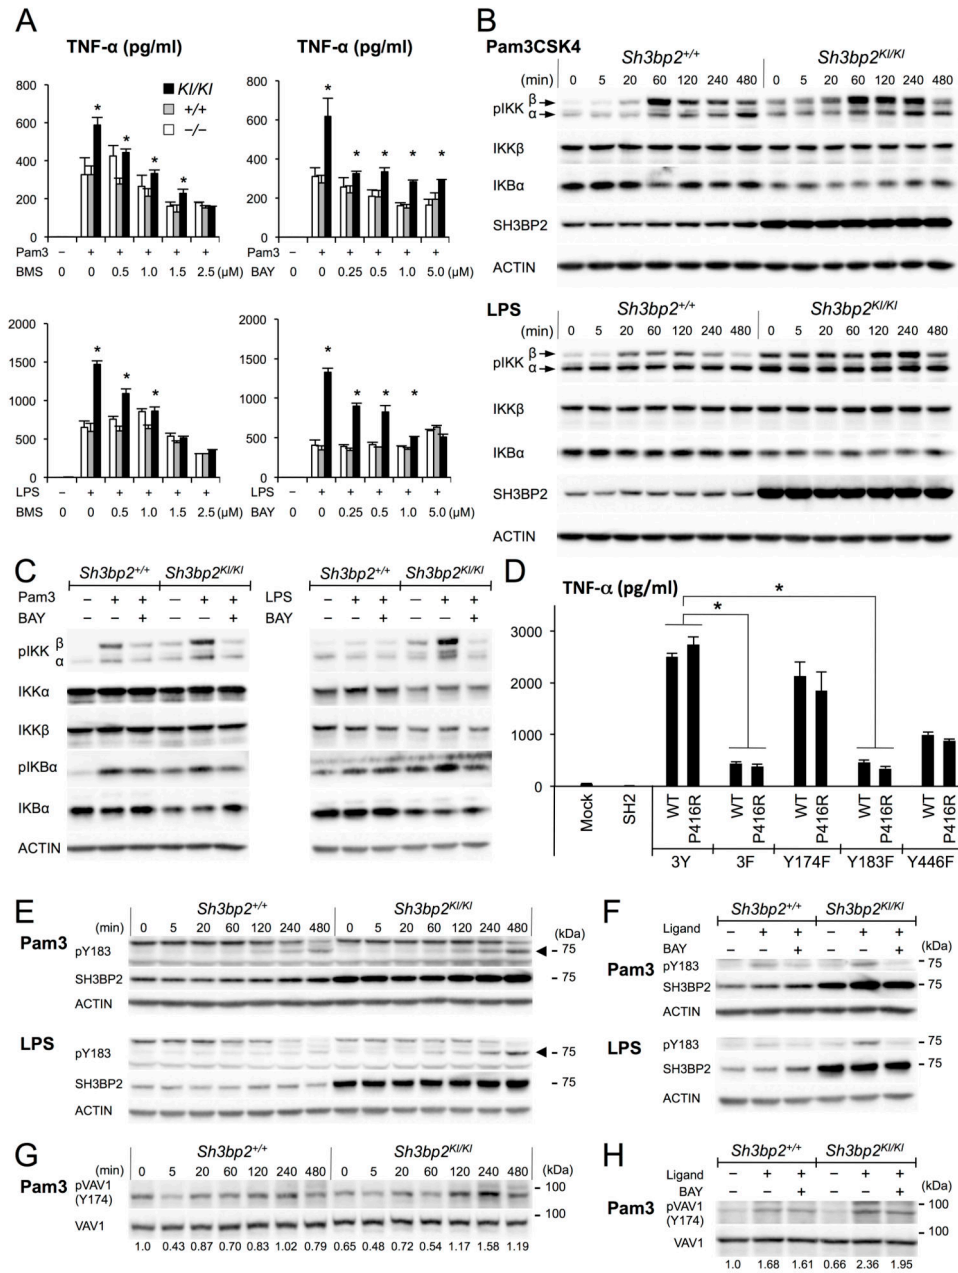 A
TNF-α (pg/ml)
TNF-α (pg/ml)
800
600
400
200
0
KI/KI
+/+
−/−
* * * *
Pam3 − + + + + +
BMS 0 0 0.5 1.0 1.5 2.5 (μM)
800
600
400
200
0
* * * * *
Pam3 − + + + + +
BAY 0 0 0.25 0.5 1.0 5.0 (μM)
2000
1500
1000
500
0
* * *
LPS − + + + + +
BMS 0 0 0.5 1.0 1.5 2.5 (μM)
2000
1500
1000
500
0
* * * *
LPS − + + + + +
BAY 0 0 0.25 0.5 1.0 5.0 (μM)
B
Pam3CSK4
Sh3bp2+/+ Sh3bp2KI/KI
(min) 0 5 20 60 120 240 480 0 5 20 60 120 240 480
pIKK β
α
IKKβ
IKBα
SH3BP2
ACTIN
LPS
Sh3bp2+/+ Sh3bp2KI/KI
(min) 0 5 20 60 120 240 480 0 5 20 60 120 240 480
pIKK β
α
IKKβ
IKBα
SH3BP2
ACTIN
C
Sh3bp2+/+ Sh3bp2KI/KI
Pam3 − + + − + +
BAY − − + − − +
pIKK β
α
IKKα
IKKβ
pIKBα
IKBα
ACTIN
Sh3bp2+/+ Sh3bp2KI/KI
LPS − + + − + +
BAY − − + − − +
D
TNF-α (pg/ml)
* *
3000
2000
1000
0
Mock SH2 WT P416R WT P416R WT P416R WT P416R WT P416R
3Y 3F Y174F Y183F Y446F
E
Sh3bp2+/+ Sh3bp2KI/KI
(min) 0 5 20 60 120 240 480 0 5 20 60 120 240 480 (kDa)
Pam3
pY183 - 75
SH3BP2 - 75
ACTIN
LPS
pY183 - 75
SH3BP2 - 75
ACTIN
F
Sh3bp2+/+ Sh3bp2KI/KI
Ligand − + + − + +
BAY − − + − − + (kDa)
Pam3
pY183 - 75
SH3BP2 - 75
ACTIN
LPS
pY183 - 75
SH3BP2 - 75
ACTIN
G
Sh3bp2+/+ Sh3bp2KI/KI
(min) 0 5 20 60 120 240 480 0 5 20 60 120 240 480 (kDa)
Pam3
pVAV1 - 100
(Y174)
VAV1 - 100
1.0 0.43 0.87 0.70 0.83 1.02 0.79 0.65 0.48 0.72 0.54 1.17 1.58 1.19
H
Sh3bp2+/+ Sh3bp2KI/KI
Ligand − + + − + +
BAY − − + − − + (kDa)
Pam3
pVAV1 - 100
(Y174)
VAV1 - 100
1.0 1.68 1.61 0.66 2.36 1.95